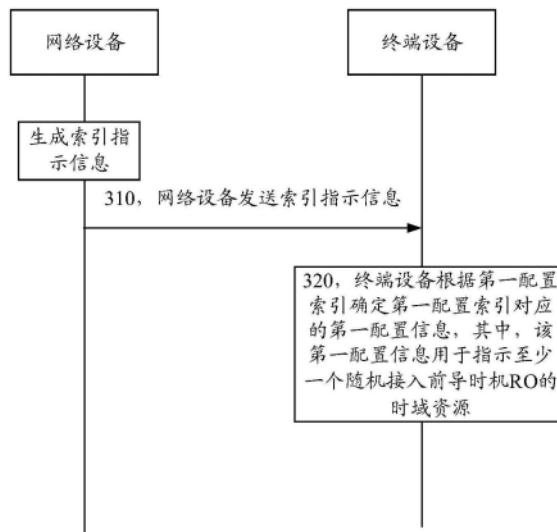 网络设备
终端设备
生成索引指
示信息
310，网络设备发送索引指示信息
320，终端设备根据第一配置
索引确定第一配置索引对应
的第一配置信息，其中，该
第一配置信息用于指示至少
一个随机接入前导时机RO的
时域资源